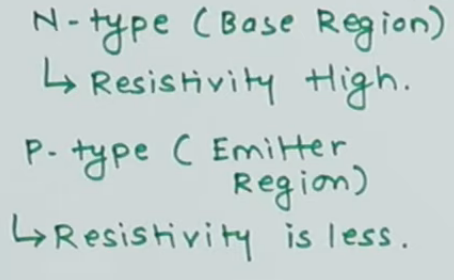 N-type (Base Region)
↳ Resistivity High.
P-type ( Emitter
Region)
↳ Resistivity is less.